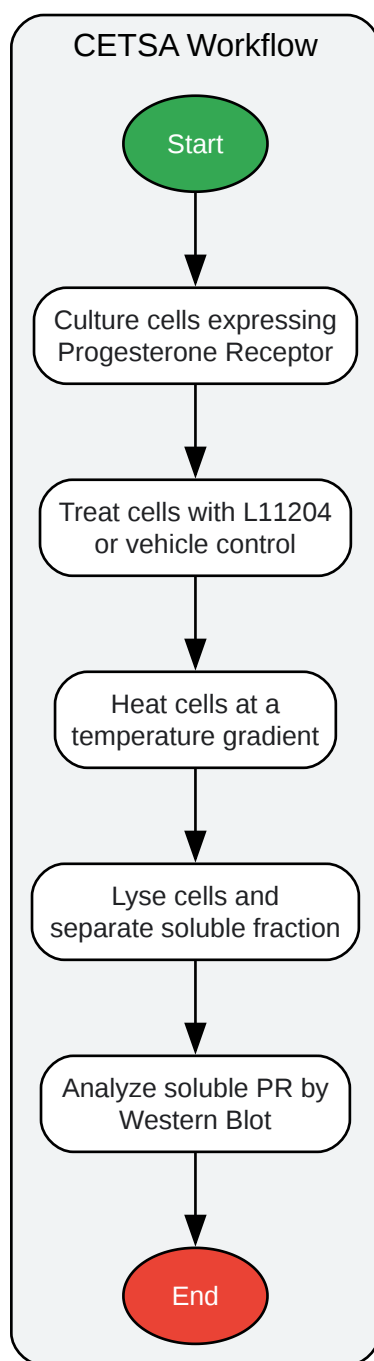 CETSA Workflow
Start
Culture cells expressing
Progesterone Receptor
Treat cells with L11204
or vehicle control
Heat cells at a
temperature gradient
Lyse cells and
separate soluble fraction
Analyze soluble PR by
Western Blot
End